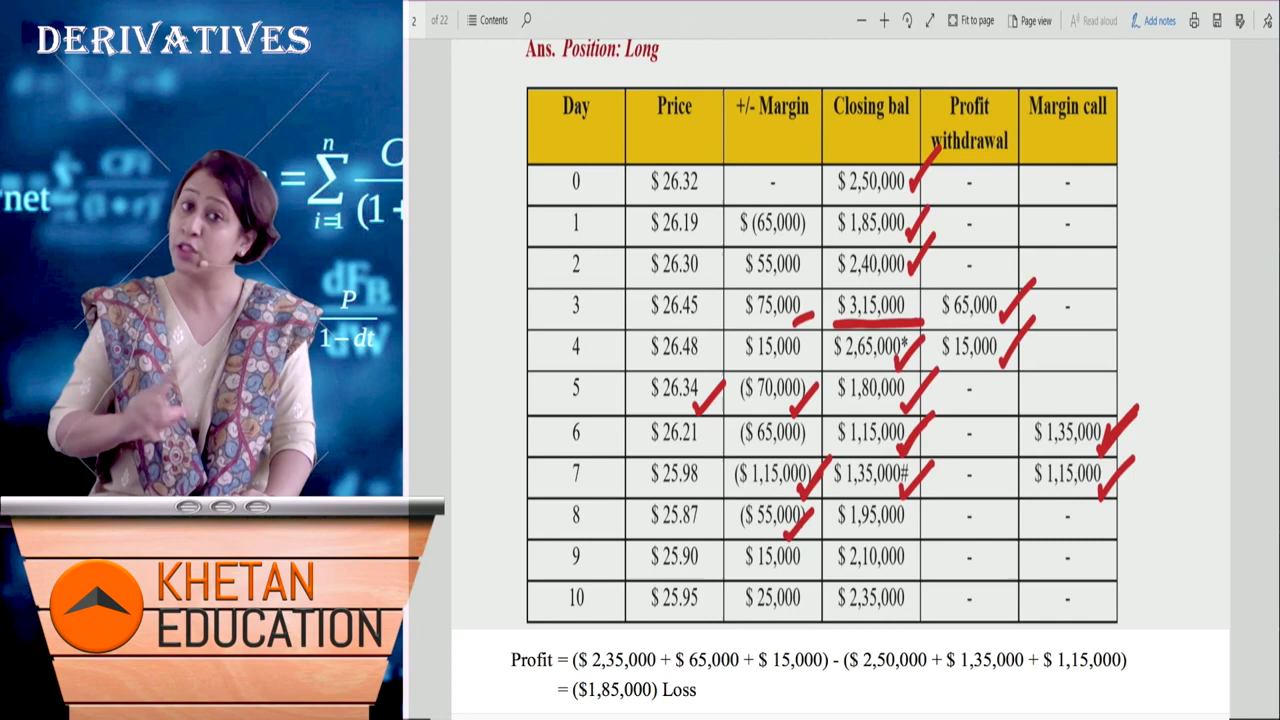 DERIVATIVES
net
n
= Σ C
i=1 (1+
dF_B
P
dW
1-dt
2 of 22 Contents Fit to page Page view Read aloud Add notes
Ans. Position: Long
Day Price +/- Margin Closing bal Profit withdrawal Margin call
0 $ 26.32 - $ 2,50,000 - -
1 $ 26.19 $ (65,000) $ 1,85,000 - -
2 $ 26.30 $ 55,000 $ 2,40,000 -
3 $ 26.45 $ 75,000 $ 3,15,000 $ 65,000 -
4 $ 26.48 $ 15,000 $ 2,65,000* $ 15,000
5 $ 26.34 ($ 70,000) $ 1,80,000 -
6 $ 26.21 ($ 65,000) $ 1,15,000 - $ 1,35,000
7 $ 25.98 ($ 1,15,000) $ 1,35,000# - $ 1,15,000
8 $ 25.87 ($ 55,000) $ 1,95,000 - -
9 $ 25.90 $ 15,000 $ 2,10,000 - -
10 $ 25.95 $ 25,000 $ 2,35,000 - -
Profit = ($ 2,35,000 + $ 65,000 + $ 15,000) - ($ 2,50,000 + $ 1,35,000 + $ 1,15,000)
= ($1,85,000) Loss
KHETAN
EDUCATION